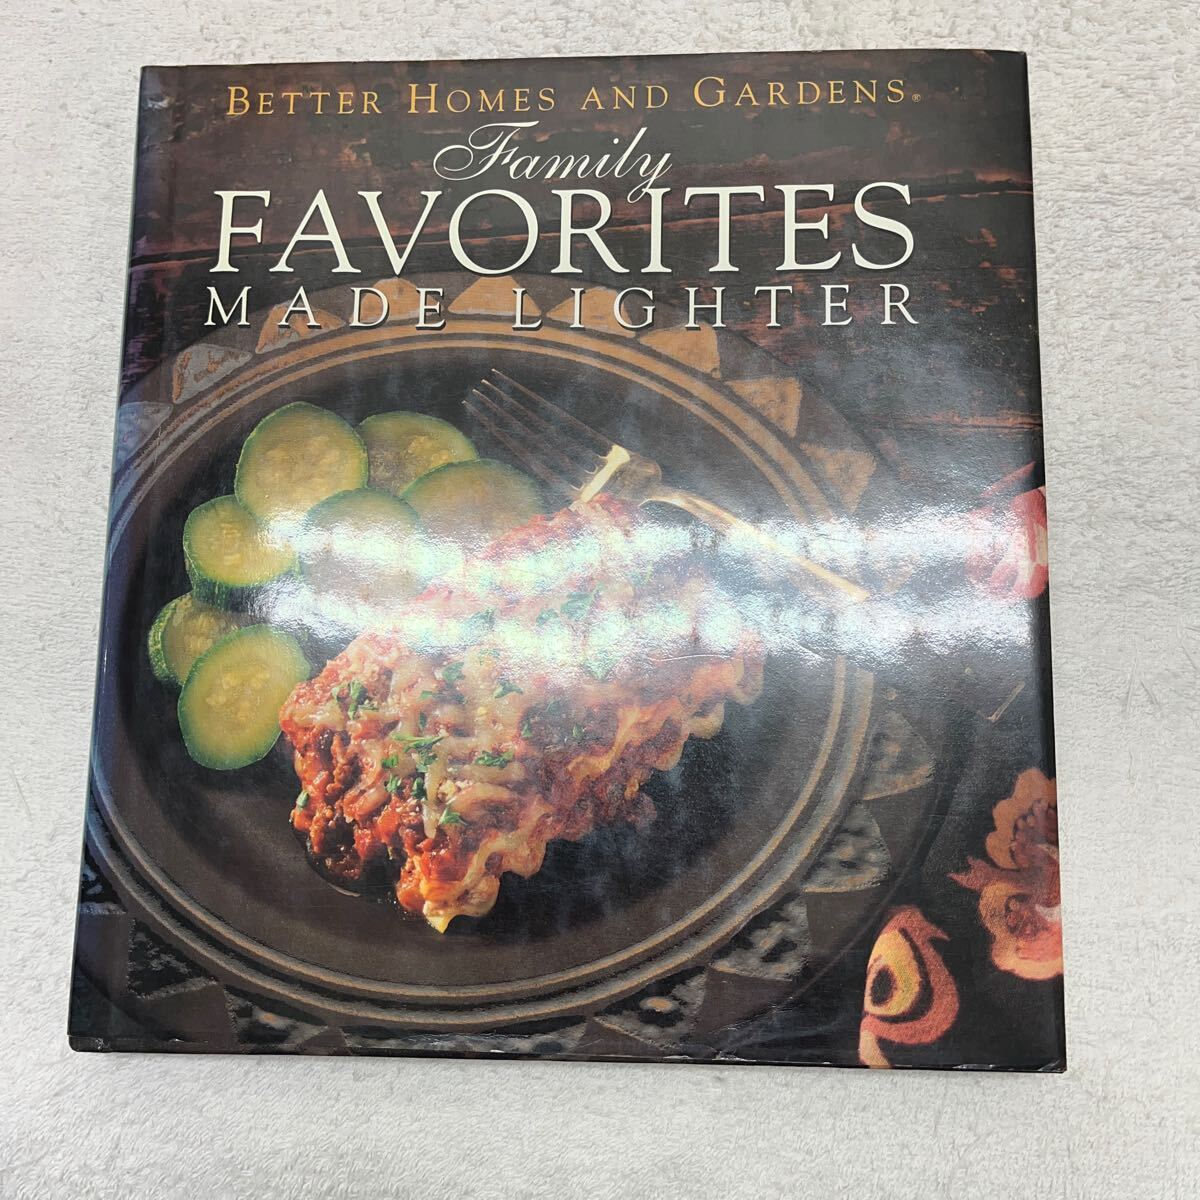 BETTER HOMES AND GARDENS®
Family
FAVORITES
MADE LIGHTER